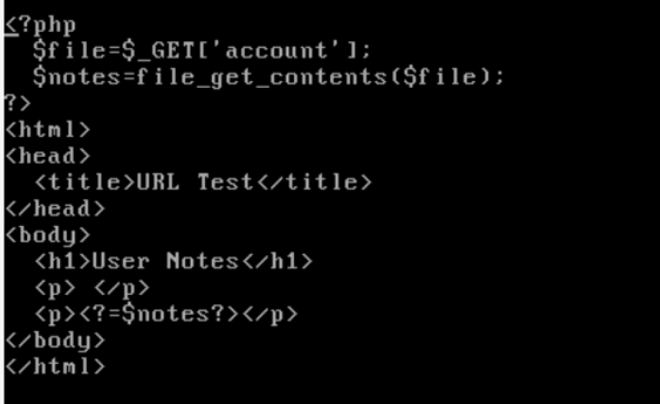 <?php
  $file=$_GET['account'];
  $notes=file_get_contents($file);
?>
<html>
<head>
  <title>URL Test</title>
</head>
<body>
  <h1>User Notes</h1>
  <p> </p>
  <p><?=$notes?></p>
</body>
</html>